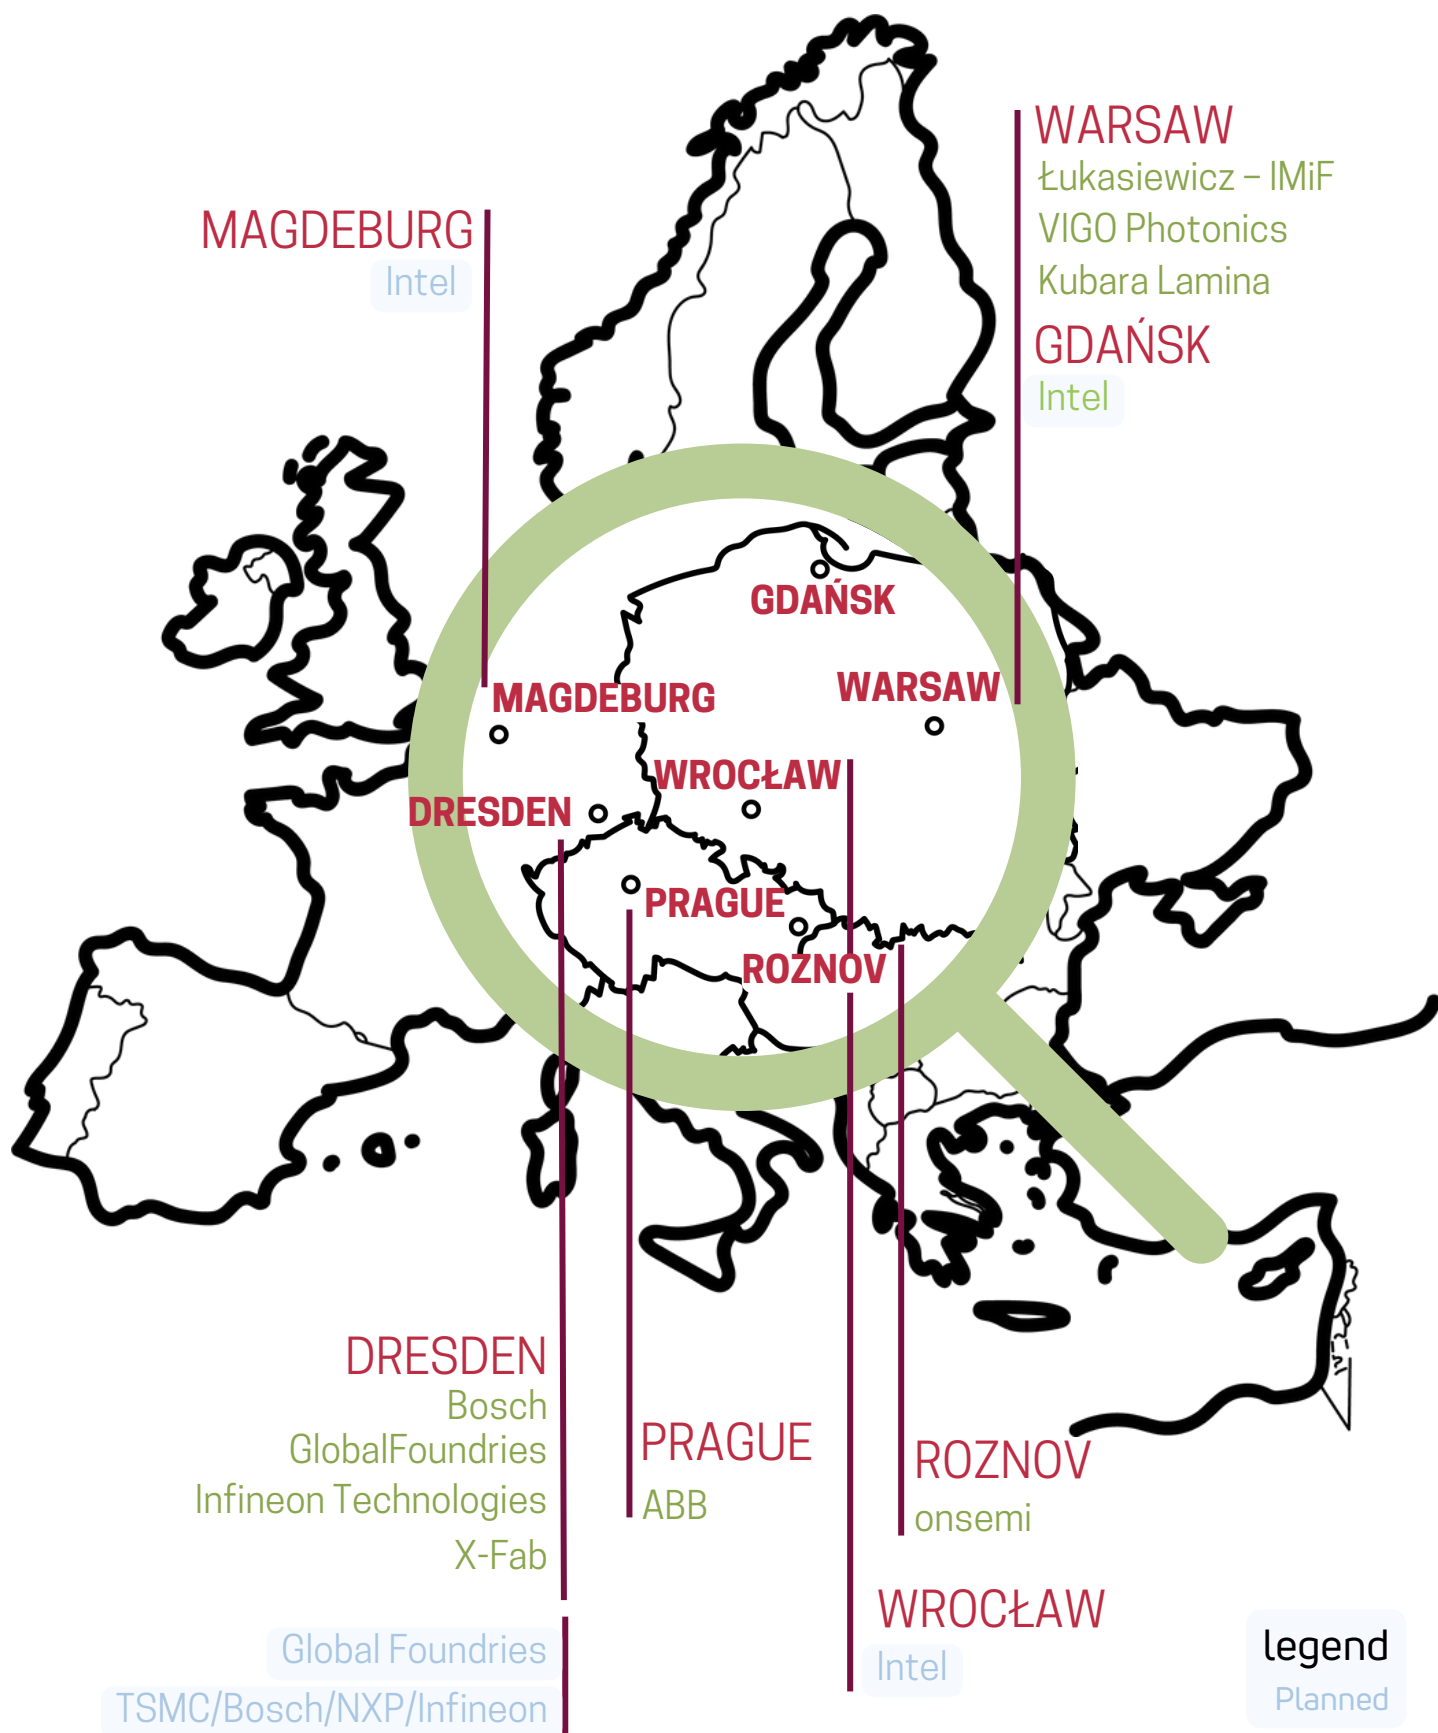 WARSAW
Łukasiewicz – IMiF
VIGO Photonics
Kubara Lamina
GDAŃSK
Intel
MAGDEBURG
Intel
GDAŃSK
WARSAW
MAGDEBURG
WROCŁAW
DRESDEN
PRAGUE
ROZNOV
DRESDEN
Bosch
GlobalFoundries
Infineon Technologies
X-Fab
Global Foundries
TSMC/Bosch/NXP/Infineon
PRAGUE
ABB
ROZNOV
onsemi
WROCŁAW
Intel
legend
Planned